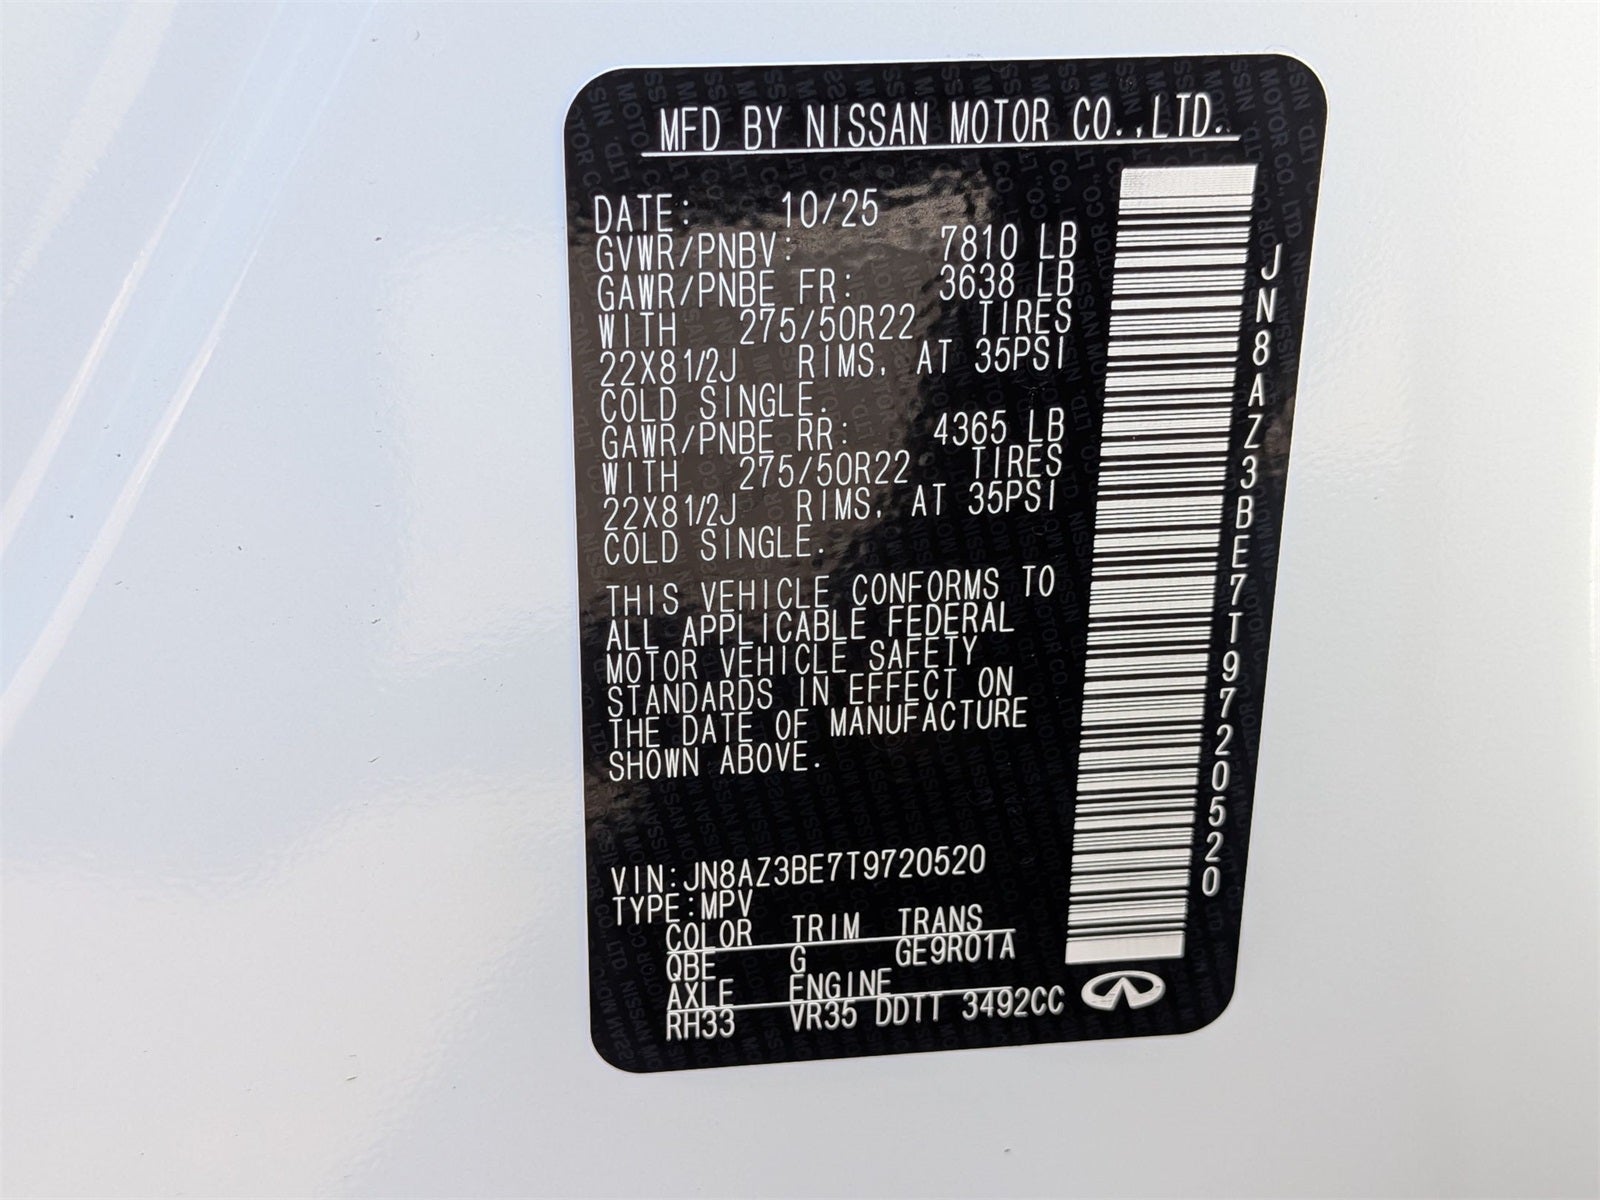 MFD BY NISSAN MOTOR CO.,LTD.
DATE: 10/25
GVWR/PNBV: 7810 LB
GAWR/PNBE FR: 3638 LB
WITH 275/50R22 TIRES
22X81/2J RIMS, AT 35PSI
COLD SINGLE.
GAWR/PNBE RR: 4365 LB
WITH 275/50R22 TIRES
22X81/2J RIMS, AT 35PSI
COLD SINGLE.
THIS VEHICLE CONFORMS TO
ALL APPLICABLE FEDERAL
MOTOR VEHICLE SAFETY
STANDARDS IN EFFECT ON
THE DATE OF MANUFACTURE
SHOWN ABOVE.
VIN:JN8AZ3BE7T9720520
TYPE:MPV
COLOR TRIM TRANS
QBE G GE9R01A
AXLE ENGINE
RH33 VR35 DDTT 3492CC
JN8AZ3BE7T9720520